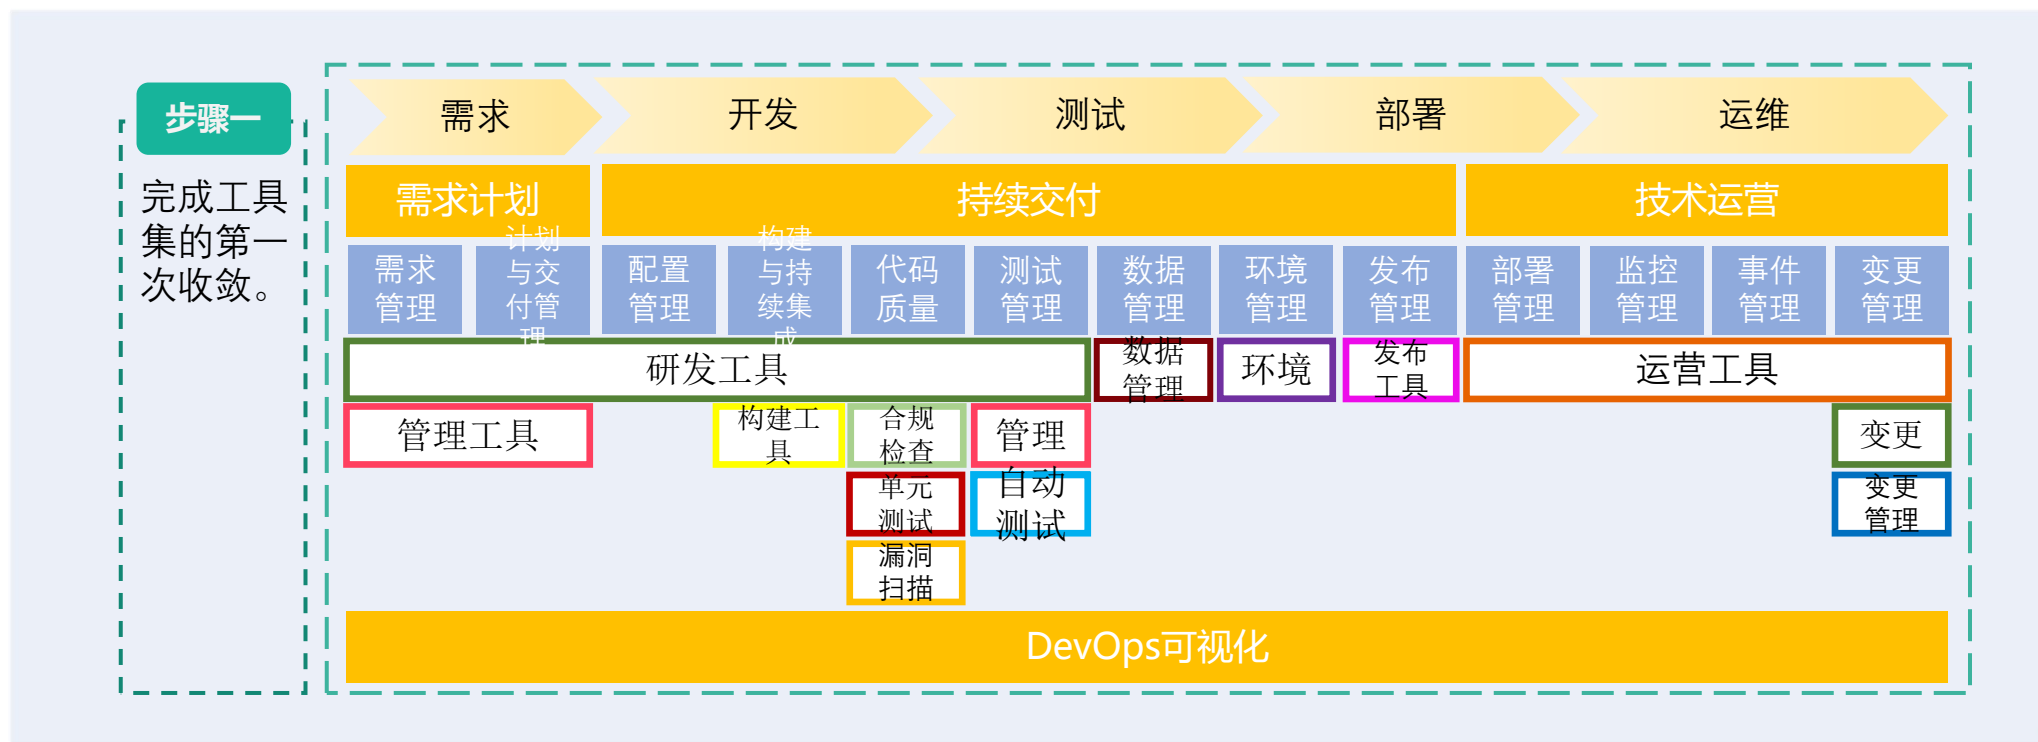 步骤一
完成工具
集的第一
次收敛。
需求
开发
测试
部署
运维
需求计划
持续交付
技术运营
需求
管理
计划
与交
付管
理
配置
管理
构建
与持
续集
成
代码
质量
测试
管理
数据
管理
环境
管理
发布
管理
部署
管理
监控
管理
事件
管理
变更
管理
研发工具
数据
管理
环境
发布
工具
运营工具
管理工具
构建工
具
合规
检查
管理
变更
单元
测试
自动
测试
变更
管理
漏洞
扫描
DevOps可视化